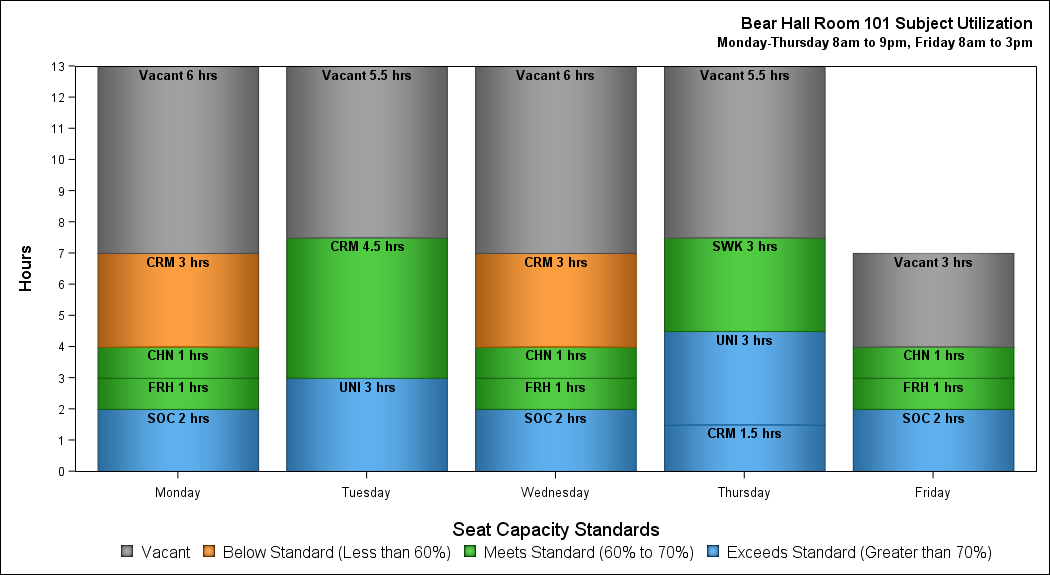 Bear Hall Room 101 Subject Utilization
Monday-Thursday 8am to 9pm, Friday 8am to 3pm
Hours
13
12
11
10
9
8
7
6
5
4
3
2
1
0
Vacant 6 hrs
CRM 3 hrs
CHN 1 hrs
FRH 1 hrs
SOC 2 hrs
Vacant 5.5 hrs
CRM 4.5 hrs
UNI 3 hrs
Vacant 6 hrs
CRM 3 hrs
CHN 1 hrs
FRH 1 hrs
SOC 2 hrs
Vacant 5.5 hrs
SWK 3 hrs
UNI 3 hrs
CRM 1.5 hrs
Vacant 3 hrs
CHN 1 hrs
FRH 1 hrs
SOC 2 hrs
Monday Tuesday Wednesday Thursday Friday
Seat Capacity Standards
Vacant Below Standard (Less than 60%) Meets Standard (60% to 70%) Exceeds Standard (Greater than 70%)